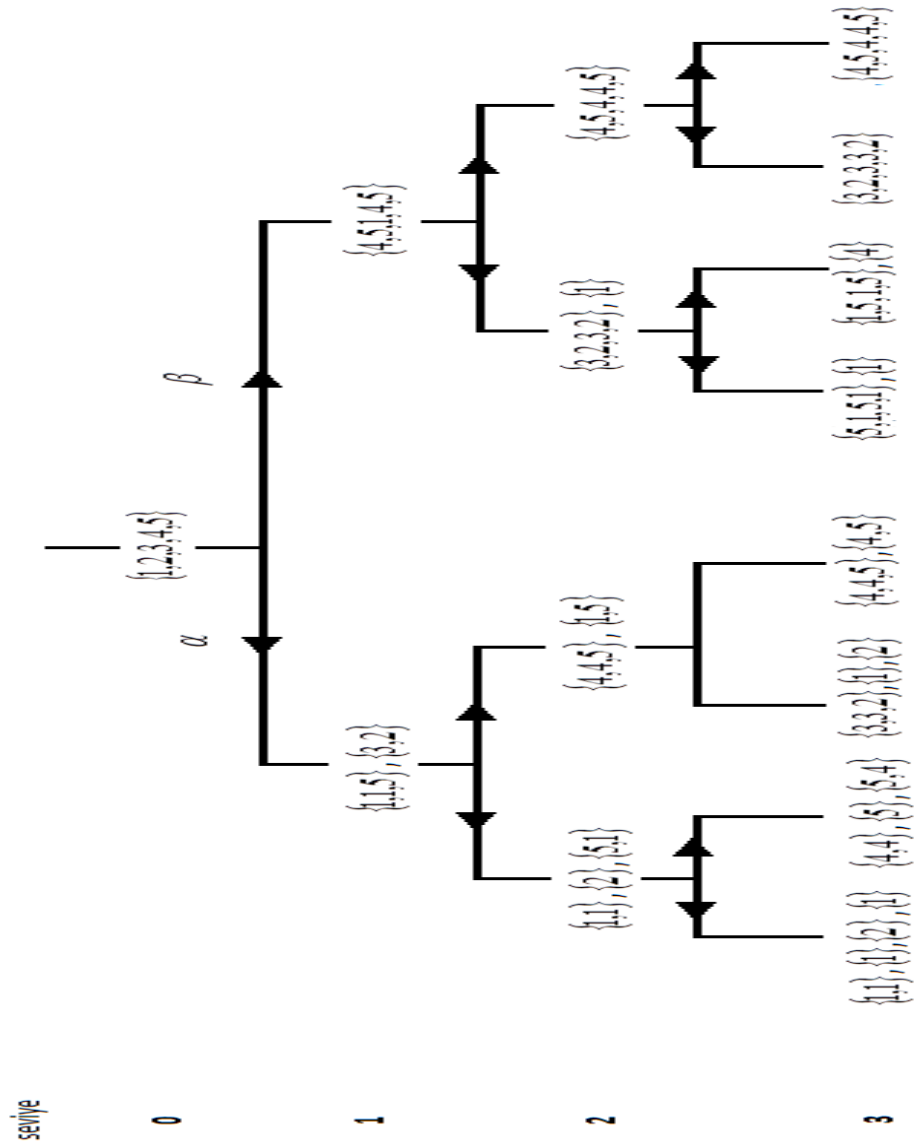 seviye
0 {1,2,3,4,5}
α β
1 {1,1,5} , {3,2} {4,5,1,4,5}
2 {1,1} , {2} , {5,1} {4,4,5} , {1,5} {3,2,3,2} , {1} {4,5,4,4,5}
3 {1,1} , {1} , {2} , {1} {4,4} , {5} , {5,4} {3,3,2} , {1} , {2} {4,4,5} , {4,5} {5,1,5,1} , {1} {1,5,1,5} , {4} {3,2,3,3,2} {4,5,4,4,5}